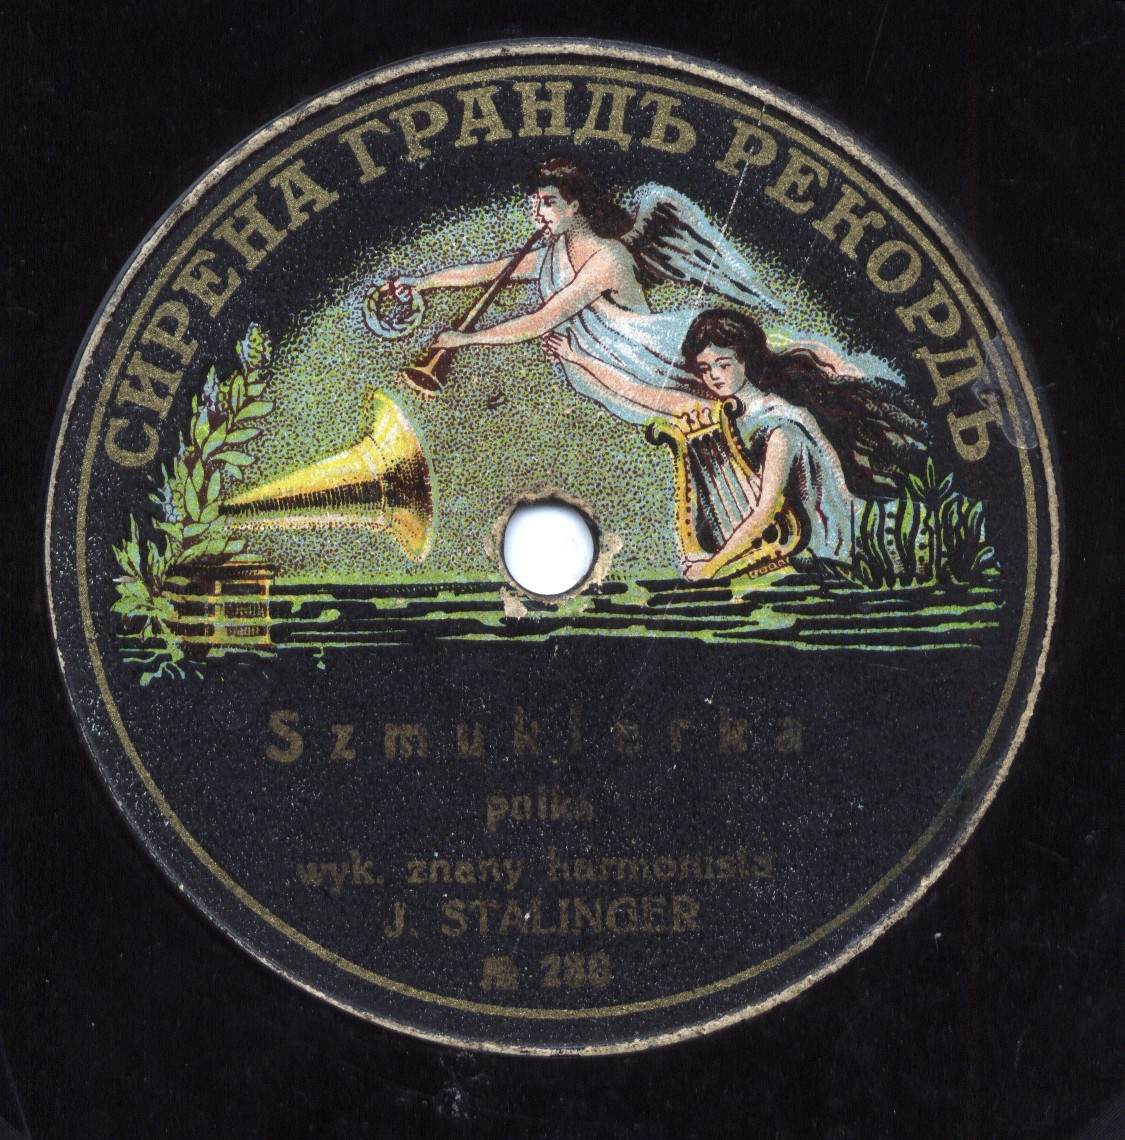 СИРЕНА ГРАНДЪ РЕКОРДЪ
Szmuklerka
polka
wyk. znany harmonista
J. STALINGER
№ 288